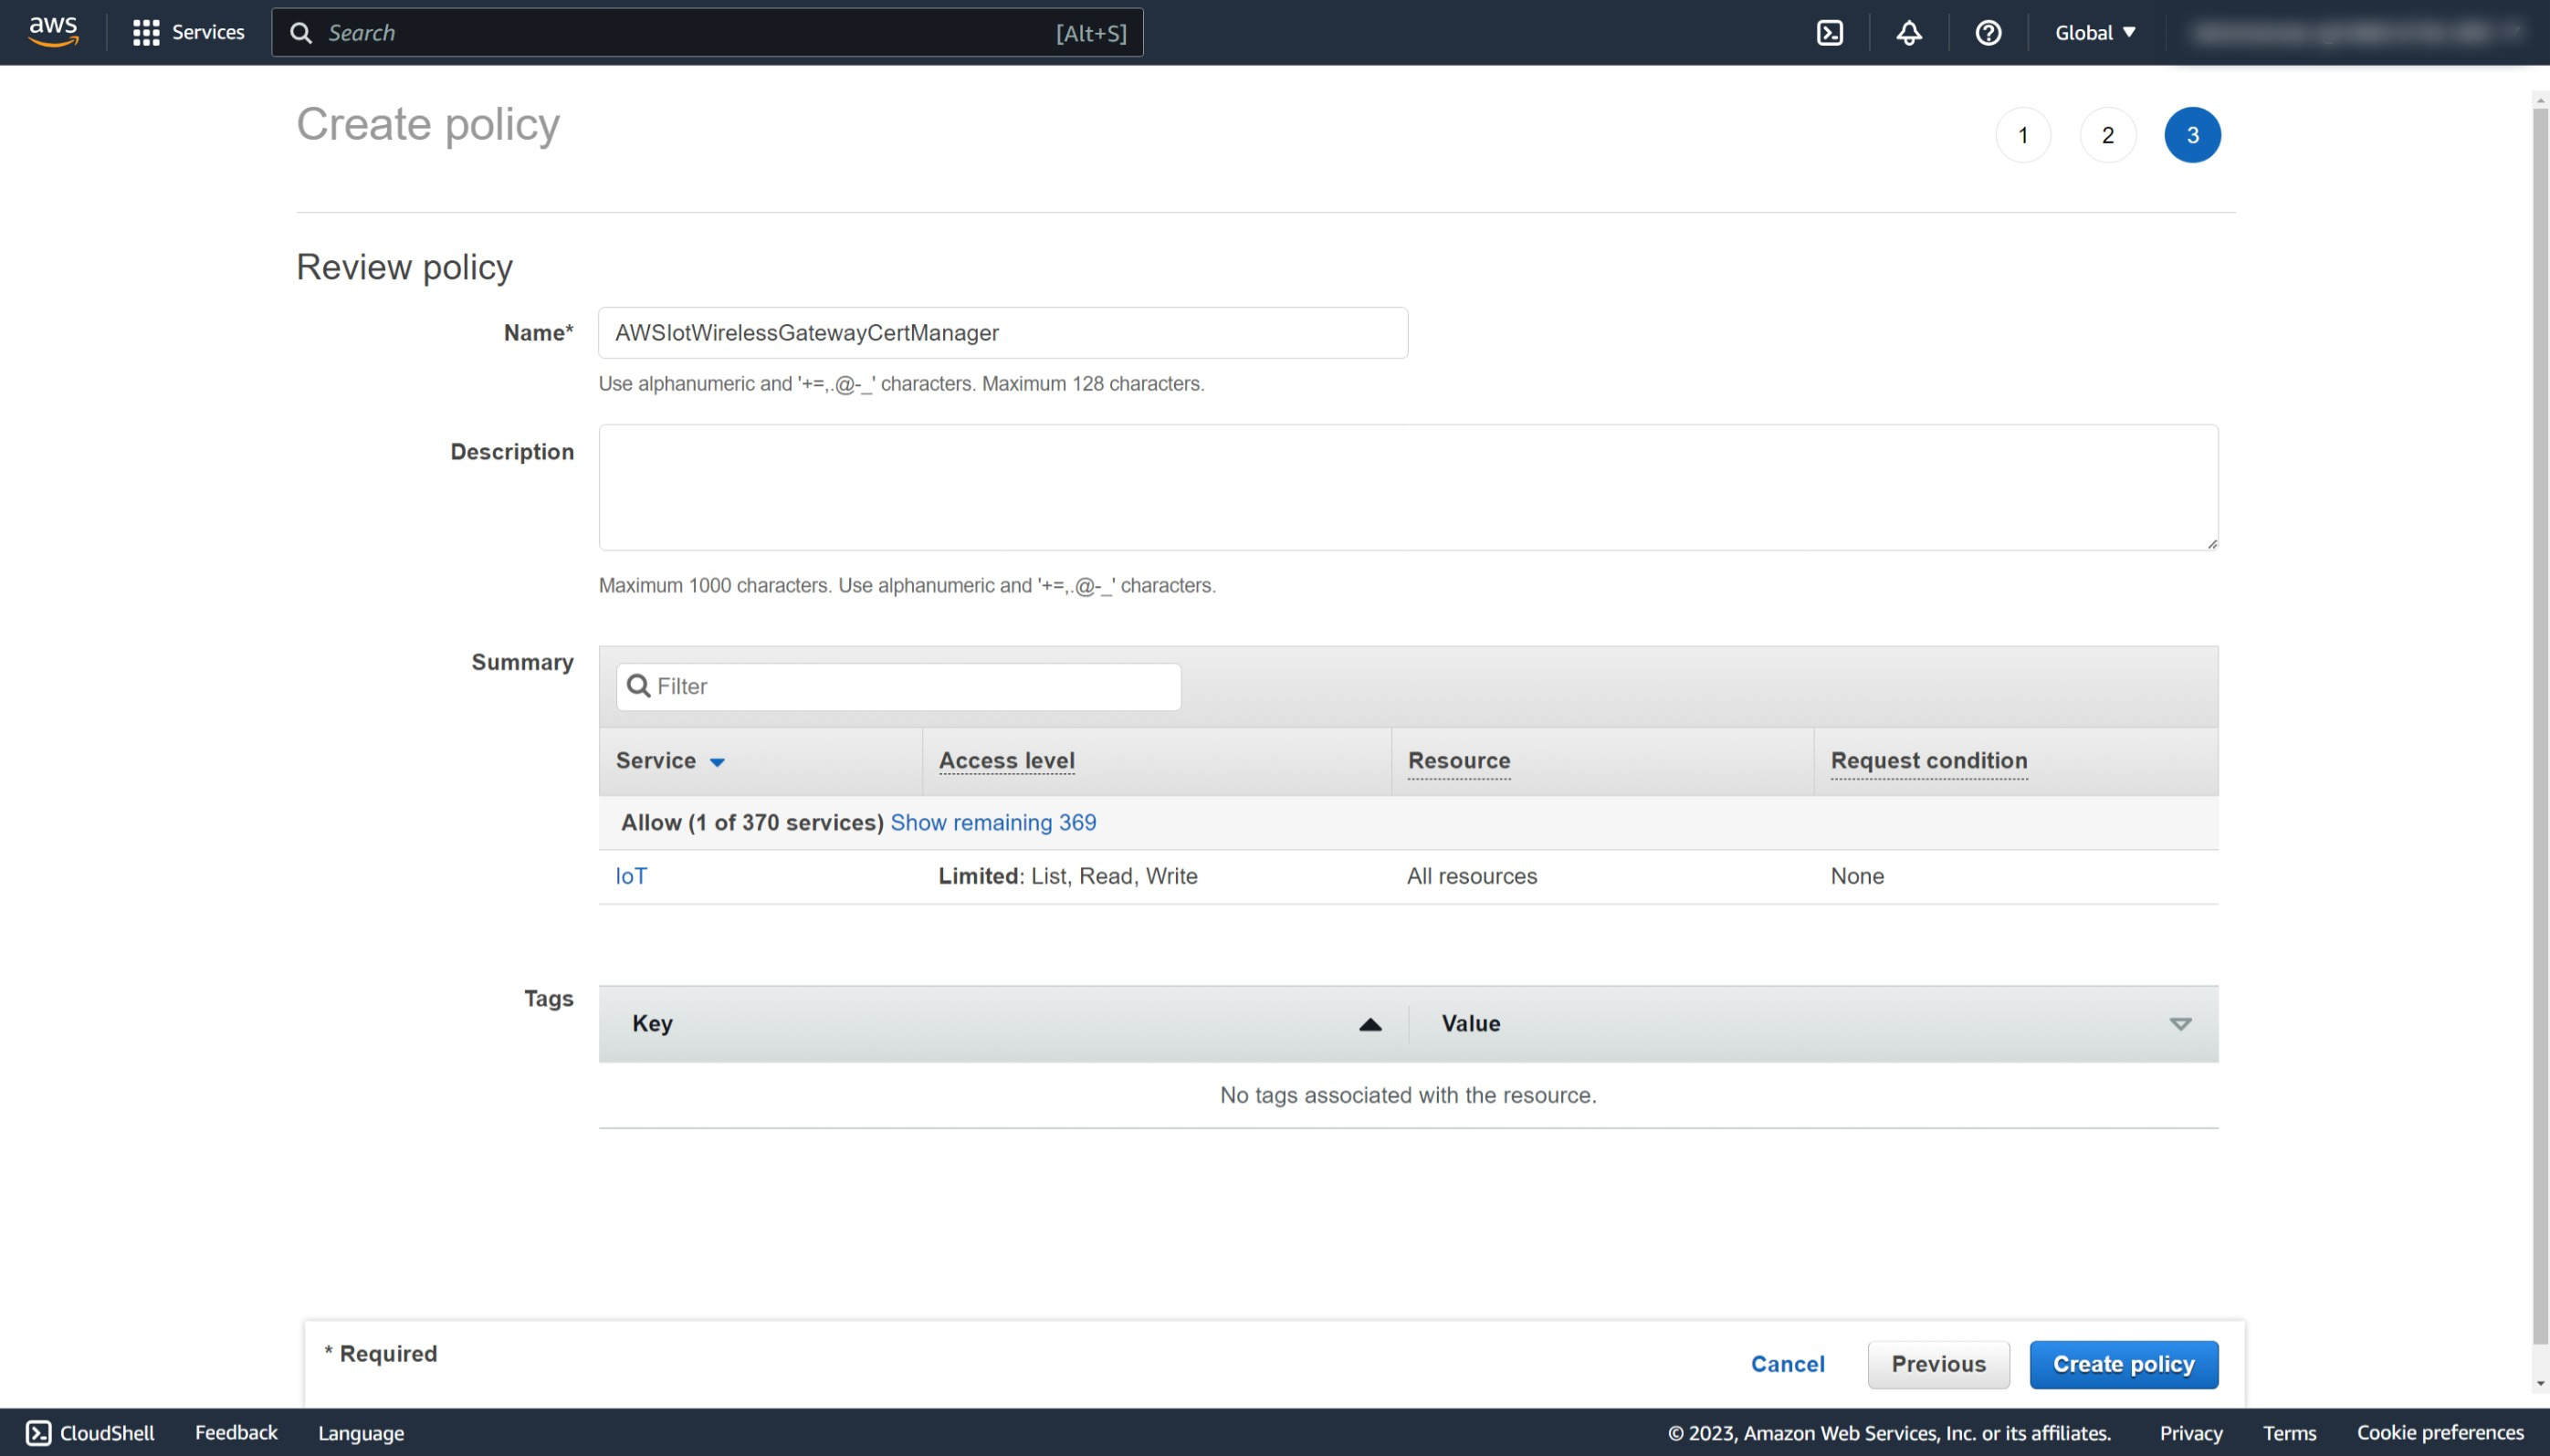 aws Services Search [Alt+S] Global
Create policy 1 2 3
Review policy
Name* AWSIotWirelessGatewayCertManager
Use alphanumeric and '+=,.@-_' characters. Maximum 128 characters.
Description
Maximum 1000 characters. Use alphanumeric and '+=,.@-_' characters.
Summary Filter
Service Access level Resource Request condition
Allow (1 of 370 services) Show remaining 369
IoT Limited: List, Read, Write All resources None
Tags Key Value
No tags associated with the resource.
* Required Cancel Previous Create policy
CloudShell Feedback Language © 2023, Amazon Web Services, Inc. or its affiliates. Privacy Terms Cookie preferences